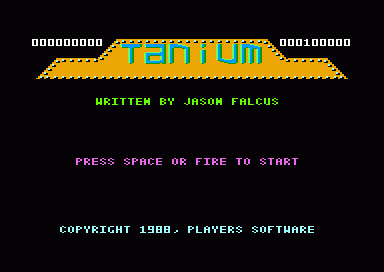 000000000 Tanium 000100000
WRITTEN BY JASON FALCUS
PRESS SPACE OR FIRE TO START
COPYRIGHT 1988, PLAYERS SOFTWARE